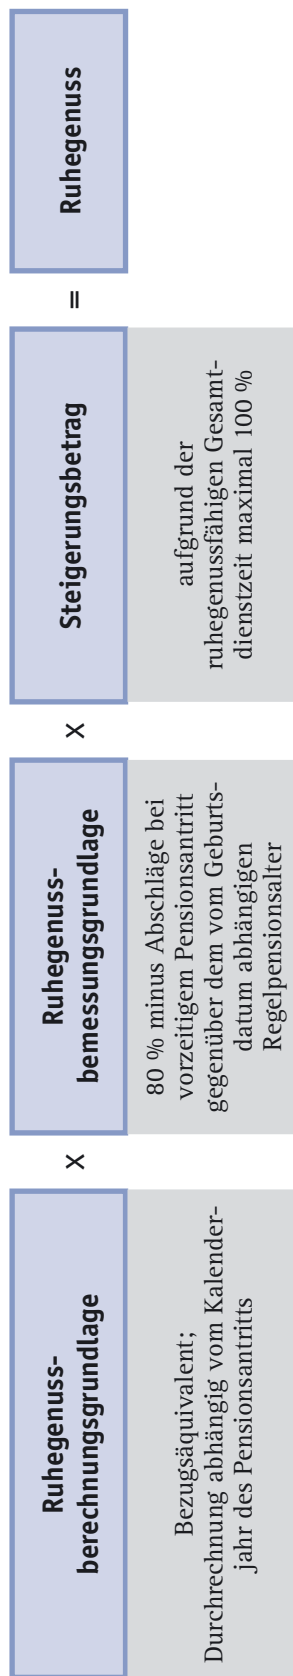 Ruhegenuss-
berechnungsgrundlage
Bezugsäquivalent;
Durchrechnung abhängig vom Kalender-
jahr des Pensionsantritts
X
Ruhegenuss-
bemessungsgrundlage
80 % minus Abschläge bei
vorzeitigem Pensionsantritt
gegenüber dem vom Geburts-
datum abhängigen
Regelpensionsalter
X
Steigerungsbetrag
aufgrund der
ruhegenussfähigen Gesamt-
dienstzeit maximal 100 %
=
Ruhegenuss